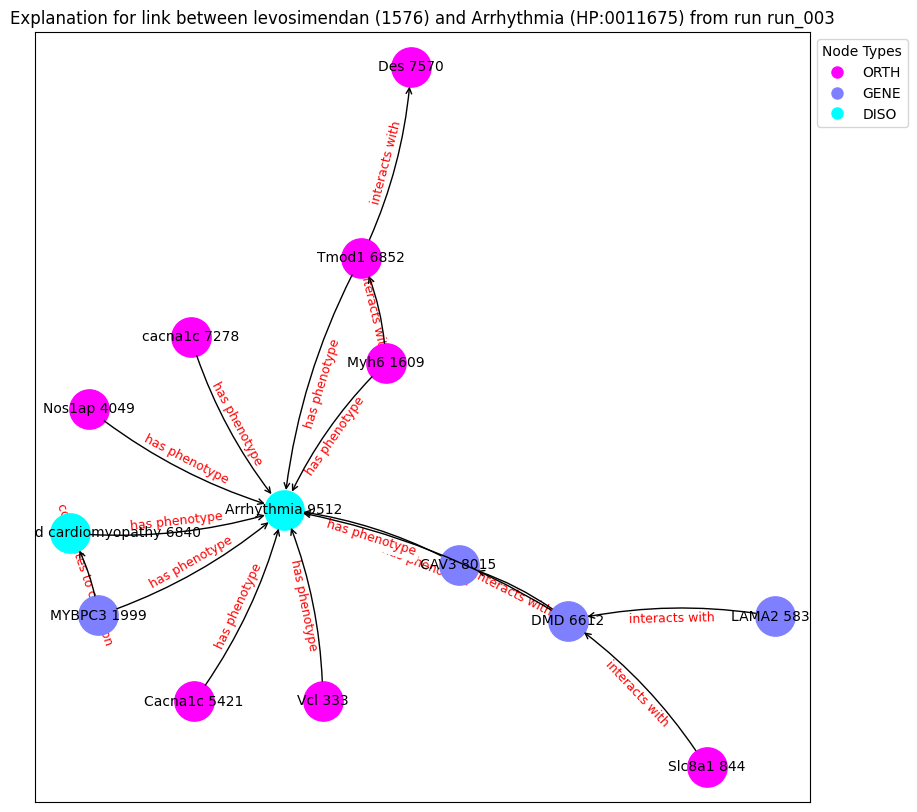 Explanation for link between levosimendan (1576) and Arrhythmia (HP:0011675) from run run_003
Node Types
ORTH
GENE
DISO
Des 7570
interacts with
Tmod1 6852
interacts with
cacna1c 7278
Myh6 1609
has phenotype
has phenotype
has phenotype
Nos1ap 4049
has phenotype
Arrhythmia 9512
d cardiomyopathy 6840
has phenotype
has phenotype
CAV3 8015
interacts with
has phenotype
MYBPC3 1999
DMD 6612
interacts with
LAMA2 583
has phenotype
has phenotype
interacts with
Cacna1c 5421
Vcl 333
Slc8a1 844